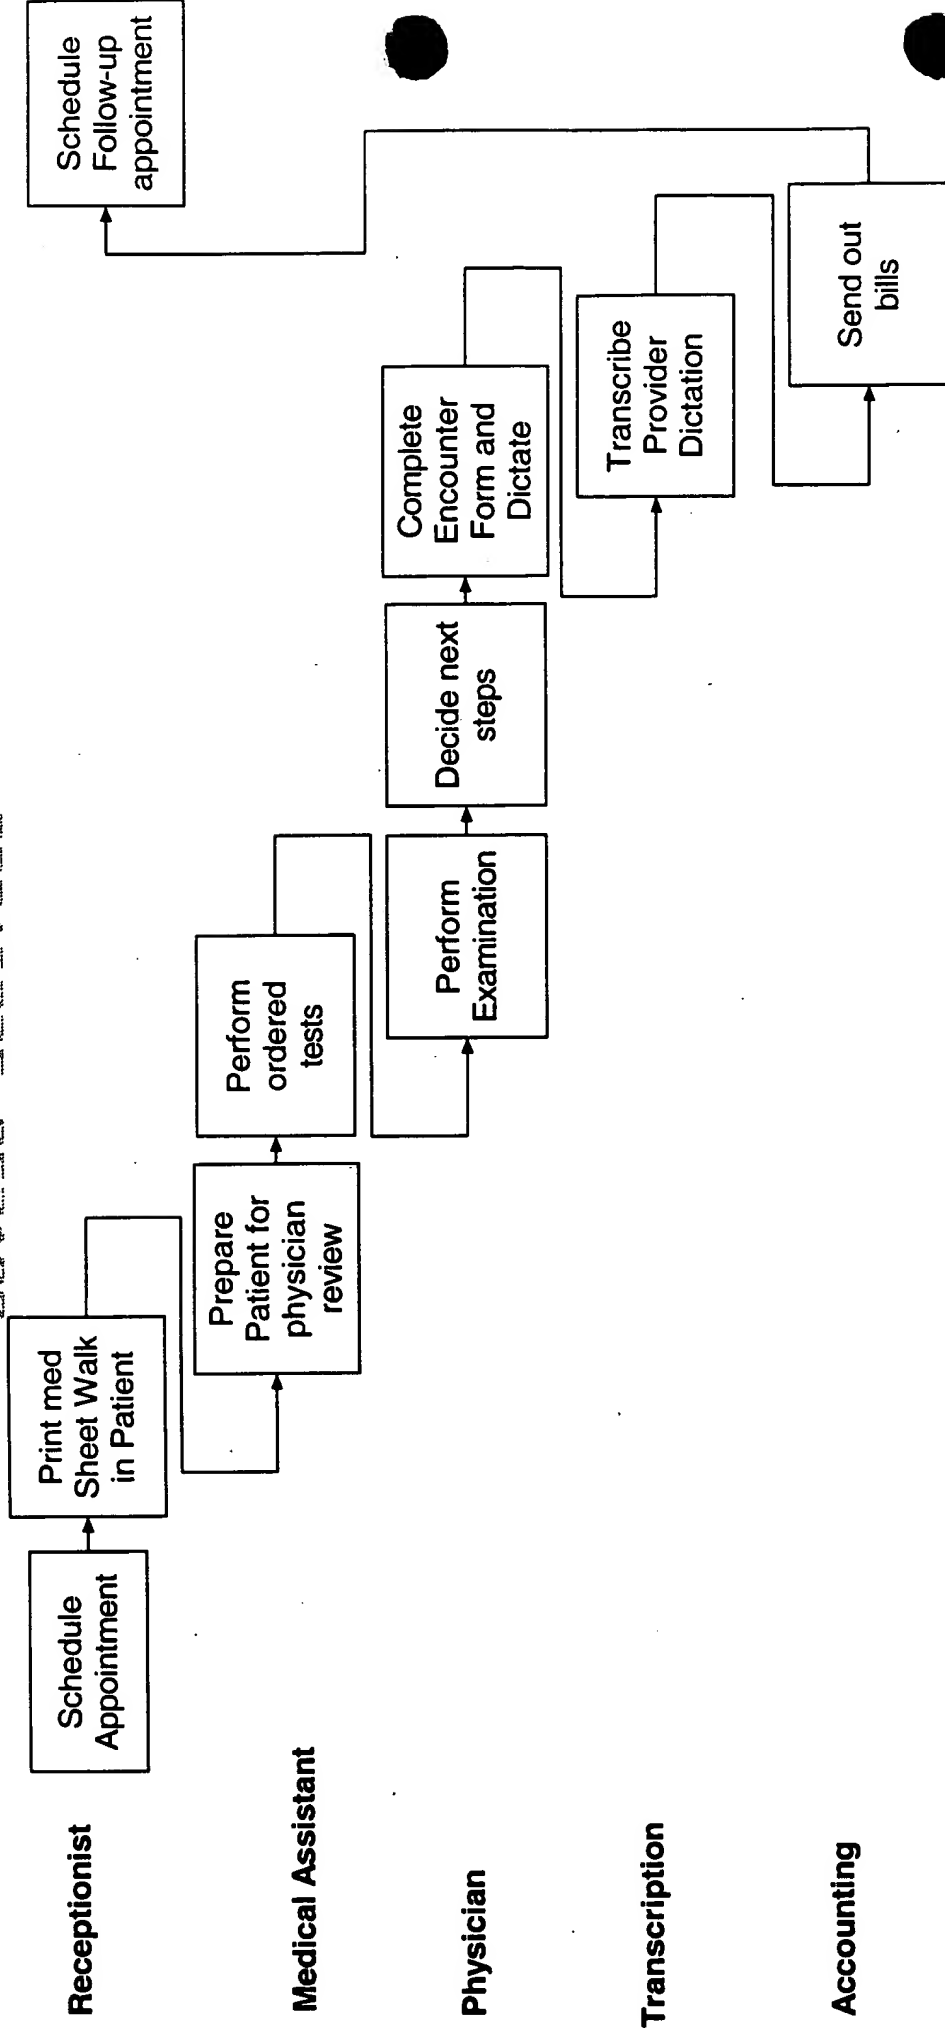 Receptionist
Schedule
Appointment
Print med
Sheet Walk
in Patient
Schedule
Follow-up
appointment
Medical Assistant
Prepare
Patient for
physician
review
Perform
ordered
tests
Physician
Perform
Examination
Decide next
steps
Complete
Encounter
Form and
Dictate
Transcription
Transcribe
Provider
Dictation
Accounting
Send out
bills